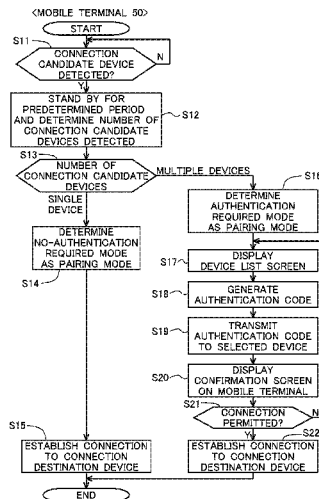 <MOBILE TERMINAL 50>
START
S11
CONNECTION
CANDIDATE DEVICE
DETECTED?
N
Y
STAND BY FOR
PREDETERMINED PERIOD
AND DETERMINE NUMBER OF
CONNECTION CANDIDATE
DEVICES DETECTED
S12
S13
NUMBER OF
CONNECTION CANDIDATE
DEVICES
MULTIPLE DEVICES
SINGLE
DEVICE
DETERMINE
NO-AUTHENTICATION
REQUIRED MODE
AS PAIRING MODE
S14
S16
DETERMINE
AUTHENTICATION
REQUIRED MODE
AS PAIRING MODE
S17
DISPLAY
DEVICE LIST SCREEN
S18
GENERATE
AUTHENTICATION CODE
S19
TRANSMIT
AUTHENTICATION CODE
TO SELECTED DEVICE
S20
DISPLAY
CONFIRMATION SCREEN
ON MOBILE TERMINAL
S21
CONNECTION
PERMITTED?
N
Y
S15
ESTABLISH CONNECTION
TO CONNECTION
DESTINATION DEVICE
S22
ESTABLISH CONNECTION
TO CONNECTION
DESTINATION DEVICE
END